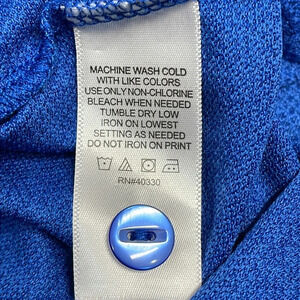 MACHINE WASH COLD
WITH LIKE COLORS
USE ONLY NON-CHLORINE
BLEACH WHEN NEEDED
TUMBLE DRY LOW
IRON ON LOWEST
SETTING AS NEEDED
DO NOT IRON ON PRINT
RN#40330